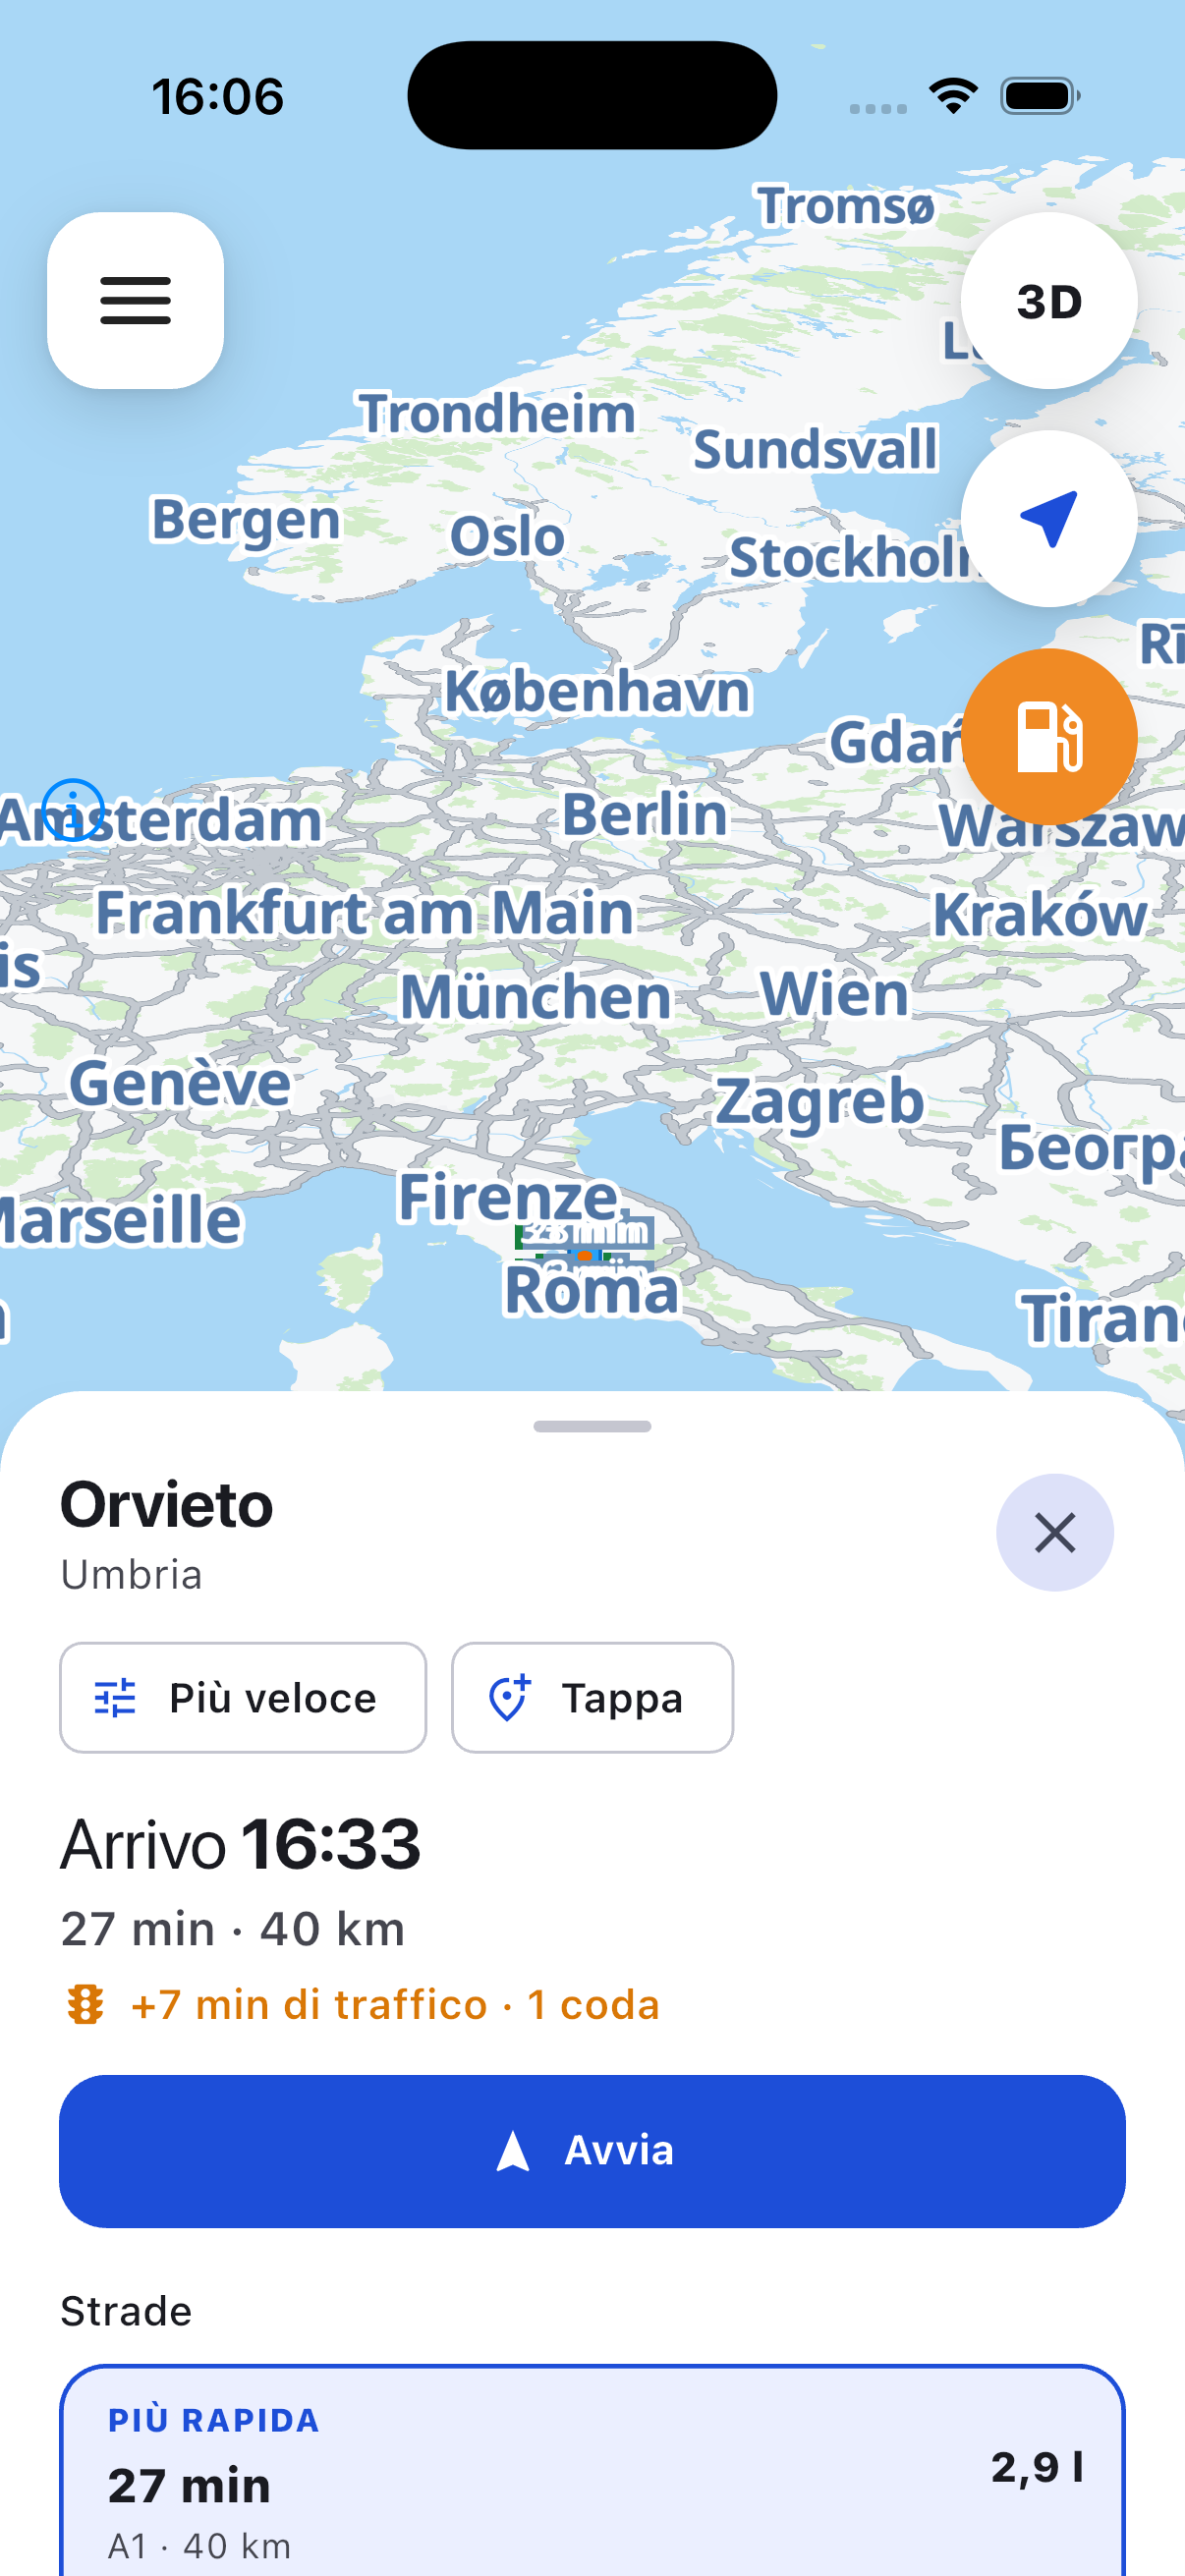 16:06
Tromsø
3D
Trondheim
Sundsvall
Bergen
Oslo
København
Amsterdam
Berlin
Frankfurt am Main
Kraków
München
Wien
Genève
Zagreb
Firenze
Roma
Orvieto
Umbria
Più veloce
Tappa
Arrivo 16:33
27 min · 40 km
+7 min di traffico · 1 coda
Avvia
Strade
PIÙ RAPIDA
27 min
2,9 l
A1 · 40 km